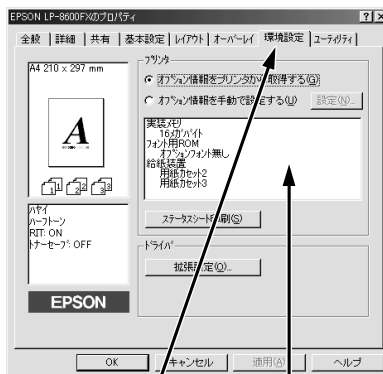 EPSON LP-8600FXのプロパティ
全般 詳細 共有 基本設定 レイアウト オーバーレイ 環境設定 ユーティリティ
A4 210 x 297 mm
A
1 1 2 2 3 3
ハヤイ
ハーフトーン
RIT: ON
トナーセーブ: OFF
EPSON
プリンタ
オプション情報をプリンタから取得する(G)
オプション情報を手動で設定する(U) 設定(N)...
実装メモリ
16メガバイト
フォント用ROM
オプションフォント無し
給紙装置
用紙カセット2
用紙カセット3
ステータスシート印刷(S)
ドライバ
拡張設定(O)...
OK キャンセル 適用(A) ヘルプ